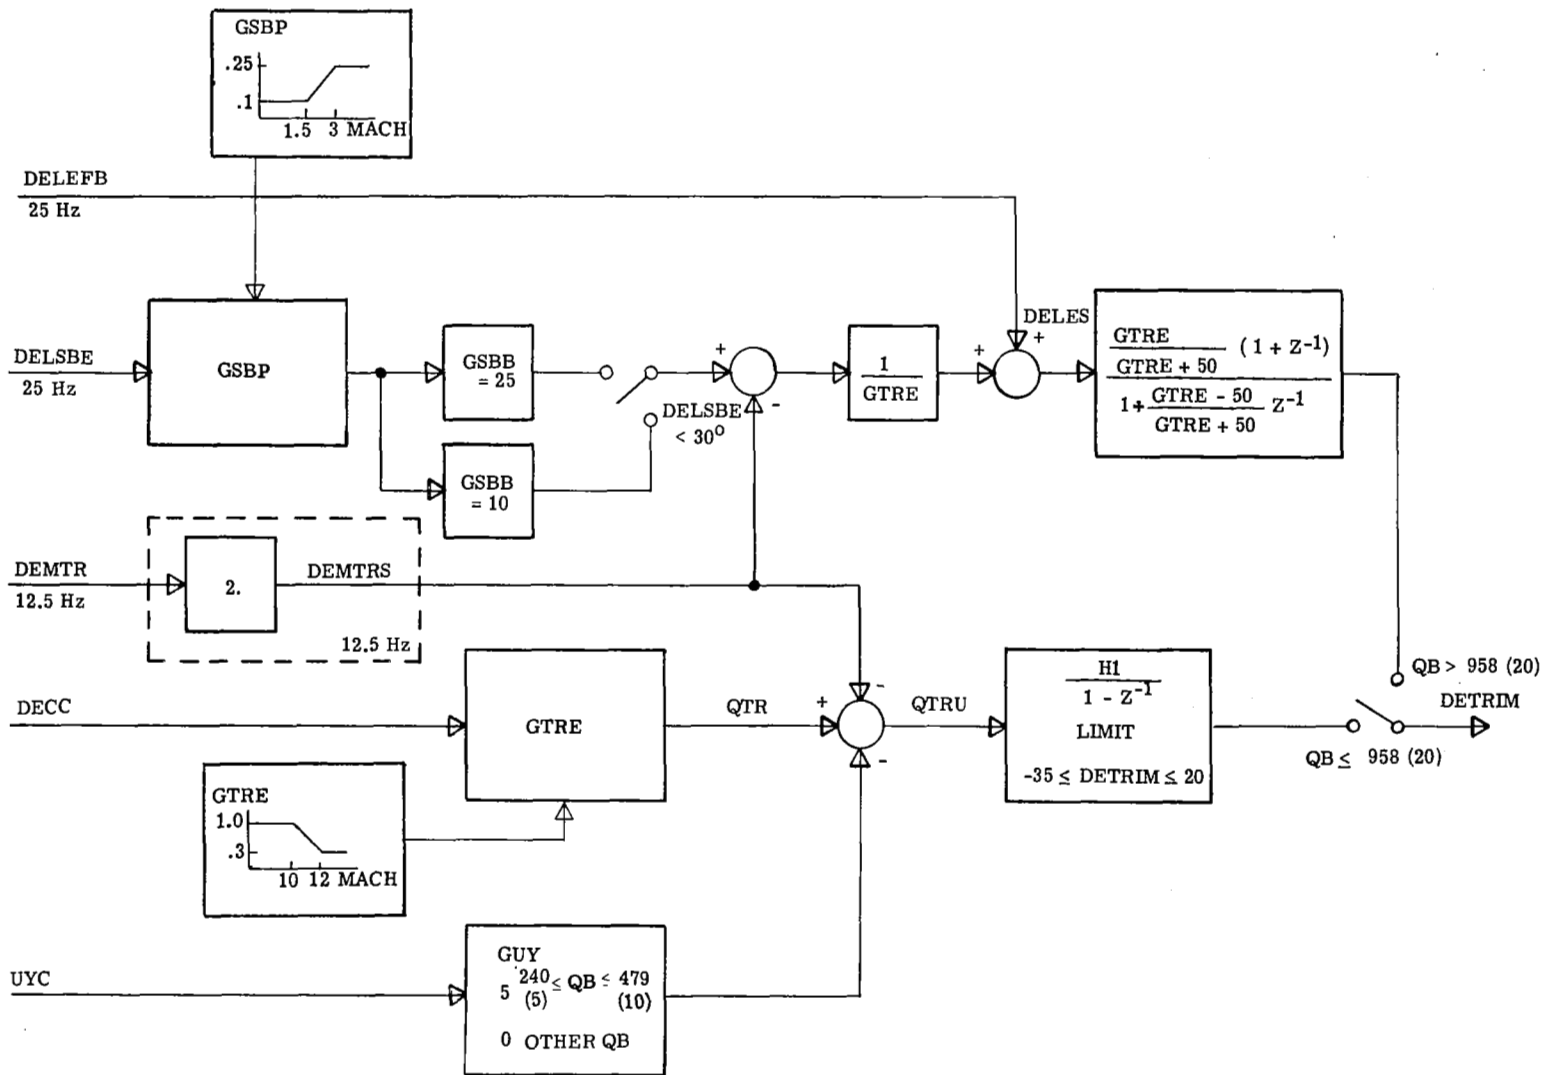 GSBP
.25
.1
1.5 3 MACH
DELEFB
25 Hz
DELSBE
25 Hz
GSBP
GSBB
= 25
GSBB
= 10
DELSBE
< 30°
+
-
1
GTRE
+
DELES
+
GTRE
GTRE + 50
(1 + Z⁻¹)
1 + GTRE - 50 Z⁻¹
GTRE + 50
DEMTR
12.5 Hz
2.
DEMTRS
12.5 Hz
DECC
GTRE
QTR
+
-
-
QTRU
H1
1 - Z⁻¹
LIMIT
-35 ≤ DETRIM ≤ 20
QB > 958 (20)
DETRIM
QB ≤ 958 (20)
GTRE
1.0
.3
10 12 MACH
UYC
GUY
5 240 ≤ QB ≤ 479
(5) (10)
0 OTHER QB